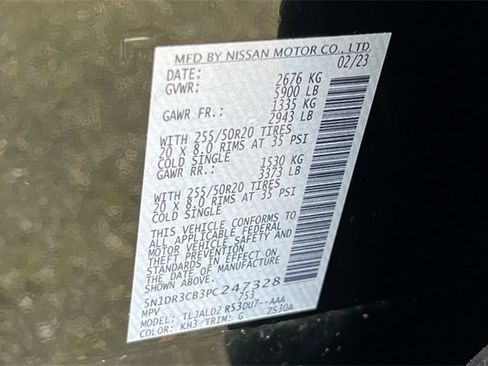 MFD BY NISSAN MOTOR CO., LTD.
DATE: 02/23
GVWR: 2676 KG
5900 LB
GAWR FR.: 1335 KG
2943 LB
WITH 255/50R20 TIRES
20 X 8.0 RIMS AT 35 PSI
COLD SINGLE
GAWR RR.: 1530 KG
3373 LB
WITH 255/50R20 TIRES
20 X 8.0 RIMS AT 35 PSI
COLD SINGLE
THIS VEHICLE CONFORMS TO
ALL APPLICABLE FEDERAL
MOTOR VEHICLE SAFETY AND
THEFT PREVENTION
STANDARDS IN EFFECT ON
THE DATE OF MANUFACTURE
5N1DR3CB3PC247328
MPV 753
MODEL: TLJALD2 R53DU7--AAA
COLOR: KH3/TRIM: G ZS30A